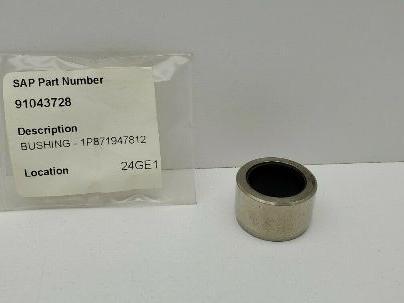 SAP Part Number
91043728
Description
BUSHING - 1P871947812
Location 24GE1